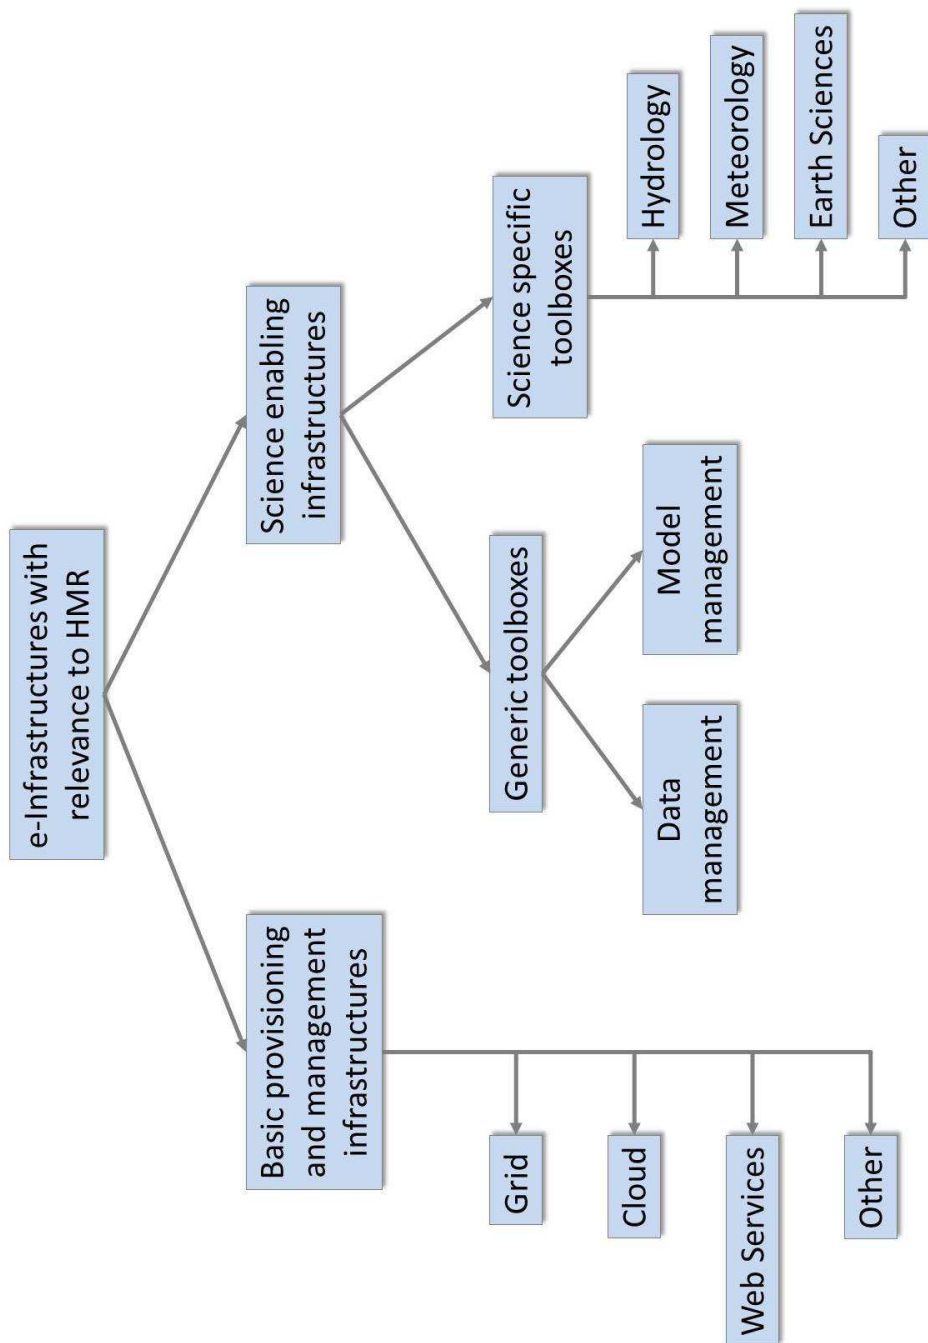 e-Infrastructures with
relevance to HMR
Basic provisioning
and management
infrastructures
Science enabling
infrastructures
Grid
Cloud
Web Services
Other
Generic toolboxes
Data
management
Model
management
Science specific
toolboxes
Hydrology
Meteorology
Earth Sciences
Other